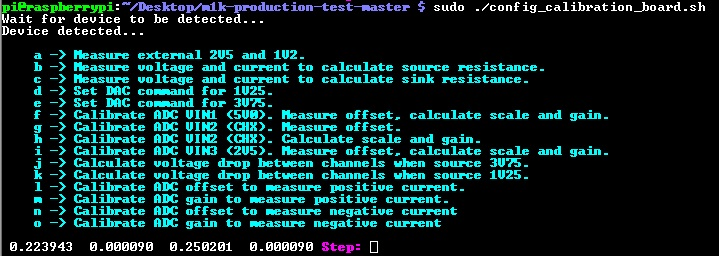 pi@raspberrypi:~/Desktop/m1k-production-test-master $ sudo ./config_calibration_board.sh
Wait for device to be detected...
Device detected...
a -> Measure external 2V5 and 1V2.
b -> Measure voltage and current to calculate source resistance.
c -> Measure voltage and current to calculate sink resistance.
d -> Set DAC command for 1V25.
e -> Set DAC command for 3V75.
f -> Calibrate ADC VIN1 (5V0). Measure offset, calculate scale and gain.
g -> Calibrate ADC VIN2 (CHX). Measure offset.
h -> Calibrate ADC VIN2 (CHX). Calculate scale and gain.
i -> Calibrate ADC VIN3 (2V5). Measure offset, calculate scale and gain.
j -> Calculate voltage drop between channels when source 3V75.
k -> Calculate voltage drop between channels when source 1V25.
l -> Calibrate ADC offset to measure positive current.
m -> Calibrate ADC gain to measure positive current.
n -> Calibrate ADC offset to measure negative current
o -> Calibrate ADC gain to measure negative current
0.223943 0.000090 0.250201 0.000090 Step: